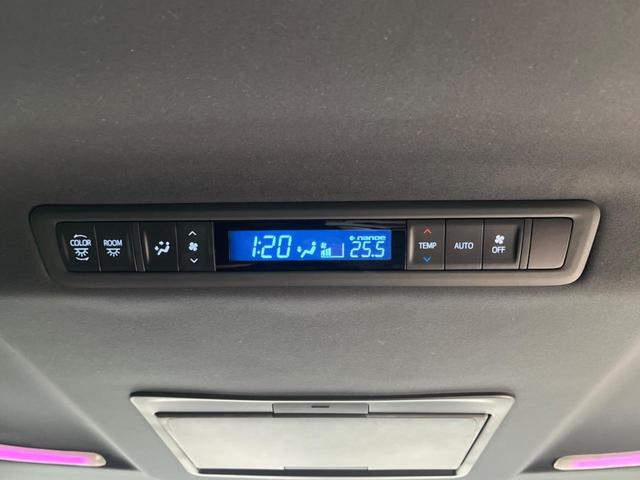 COLOR
ROOM
1:20
nanoe
25.5
TEMP
AUTO
OFF